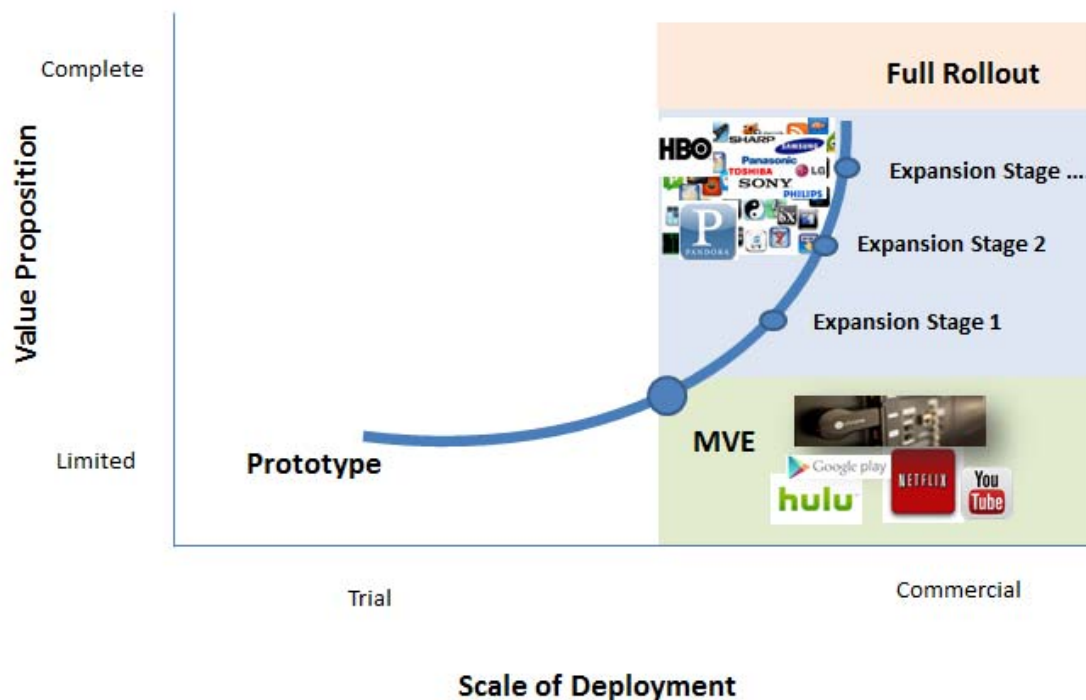 Complete
Full Rollout
Value Proposition
HBO
SHARP
SAMSUNG
Panasonic
TOSHIBA
LG
SONY
PHILIPS
P
PANDORA
Expansion Stage ...
Expansion Stage 2
Expansion Stage 1
MVE
Limited
Prototype
Google play
hulu
NETFLIX
You
Tube
Trial
Commercial
Scale of Deployment